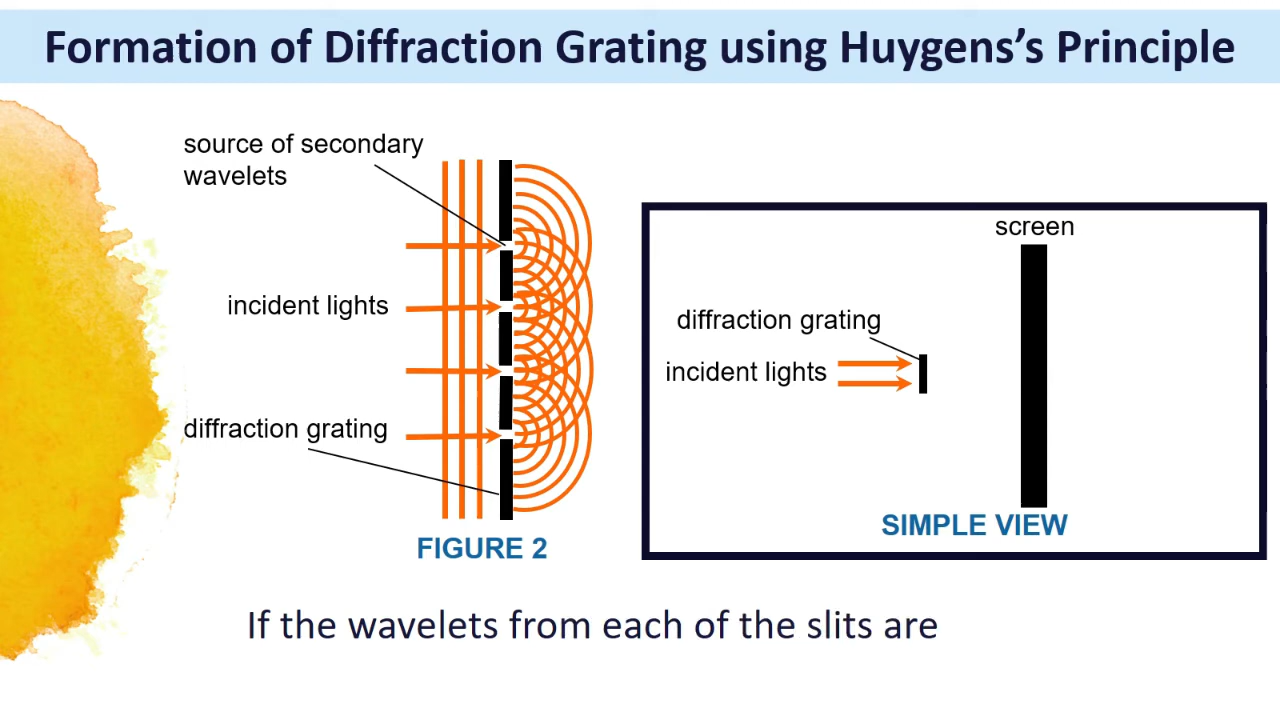 Formation of Diffraction Grating using Huygens’s Principle
source of secondary
wavelets
incident lights
diffraction grating
FIGURE 2
screen
diffraction grating
incident lights
SIMPLE VIEW
If the wavelets from each of the slits are